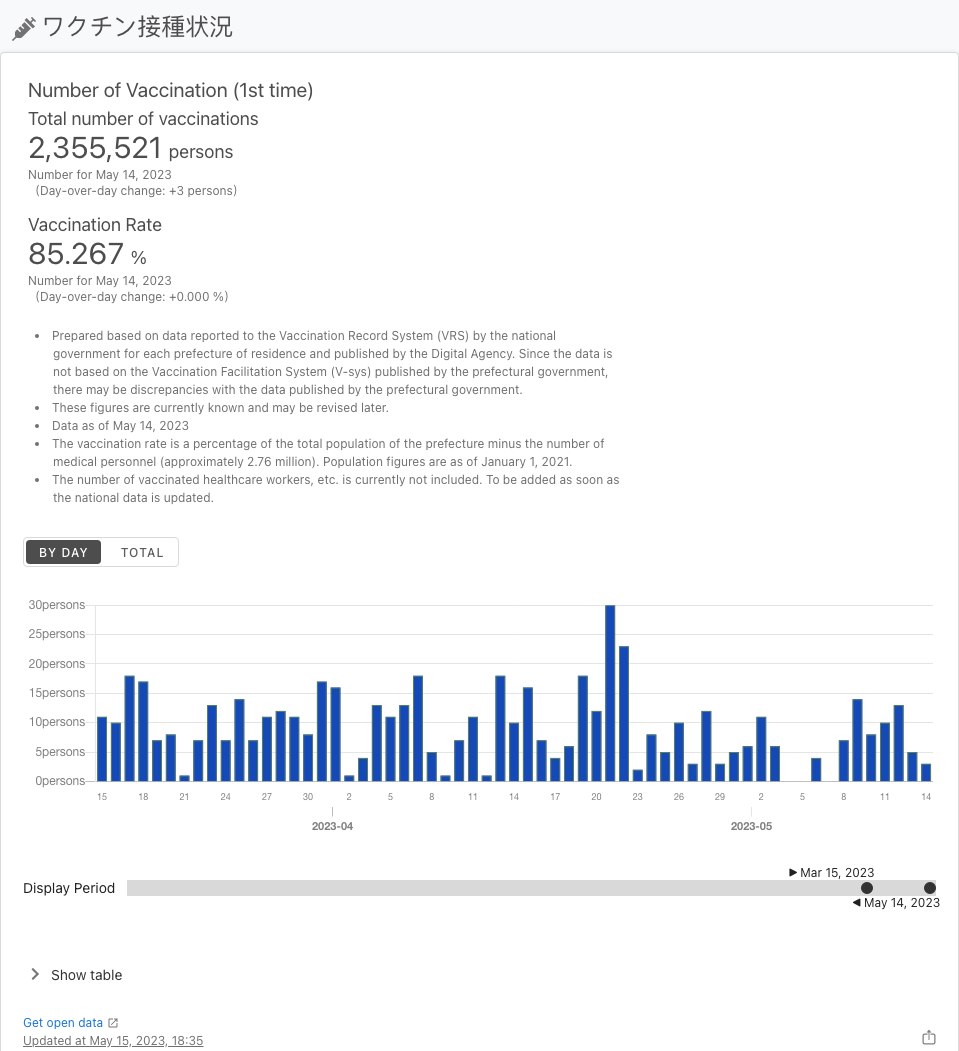 ワクチン接種状況
Number of Vaccination (1st time)
Total number of vaccinations
2,355,521 persons
Number for May 14, 2023
(Day-over-day change: +3 persons)
Vaccination Rate
85.267 %
Number for May 14, 2023
(Day-over-day change: +0.000 %)
• Prepared based on data reported to the Vaccination Record System (VRS) by the national
government for each prefecture of residence and published by the Digital Agency. Since the data is
not based on the Vaccination Facilitation System (V-sys) published by the prefectural government,
there may be discrepancies with the data published by the prefectural government.
• These figures are currently known and may be revised later.
• Data as of May 14, 2023
• The vaccination rate is a percentage of the total population of the prefecture minus the number of
medical personnel (approximately 2.76 million). Population figures are as of January 1, 2021.
• The number of vaccinated healthcare workers, etc. is currently not included. To be added as soon as
the national data is updated.
BY DAY TOTAL
30persons
25persons
20persons
15persons
10persons
5persons
0persons
15 18 21 24 27 30 2 5 8 11 14 17 20 23 26 29 2 5 8 11 14
2023-04 2023-05
Mar 15, 2023
Display Period
May 14, 2023
Show table
Get open data
Updated at May 15, 2023, 18:35